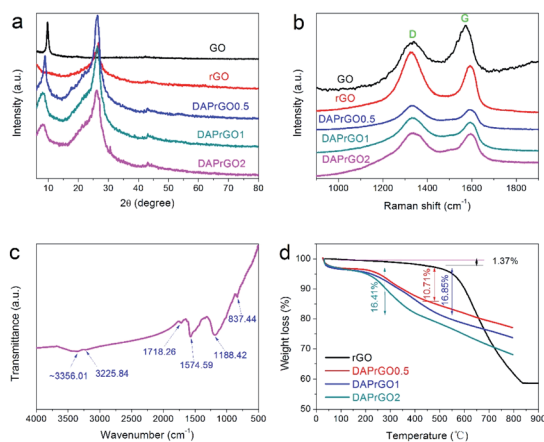 a
GO
rGO
DAPrGO0.5
DAPrGO1
DAPrGO2
Intensity (a.u.)
10 20 30 40 50 60 70 80
2θ (degree)
b
D
G
GO
rGO
DAPrGO0.5
DAPrGO1
DAPrGO2
Intensity (a.u.)
1000 1200 1400 1600 1800
Raman shift (cm-1)
c
837.44
1718.26
1188.42
~3356.01
3225.84
1574.59
Transmittance (a.u.)
4000 3500 3000 2500 2000 1500 1000 500
Wavenumber (cm-1)
d
1.37%
16.41%
10.71%
16.85%
rGO
DAPrGO0.5
DAPrGO1
DAPrGO2
Weight loss (%)
100
90
80
70
60
50
0 100 200 300 400 500 600 700 800 900
Temperature (℃)